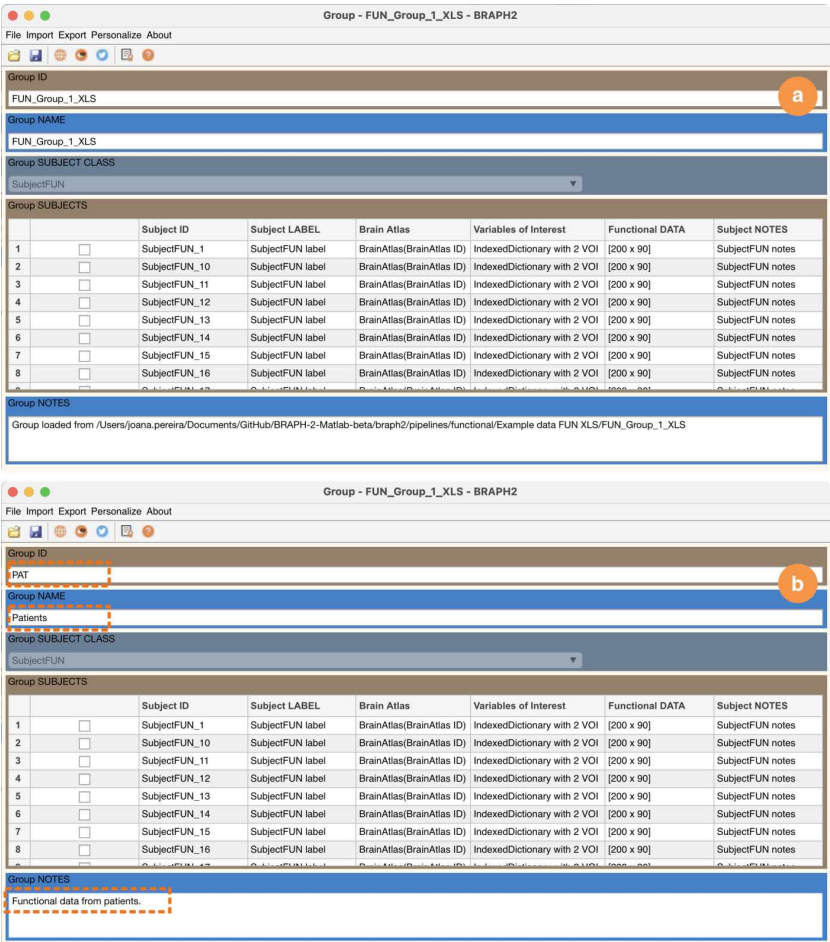 Group - FUN_Group_1_XLS - BRAPH2
File Import Export Personalize About
Group ID
FUN_Group_1_XLS
a
Group NAME
FUN_Group_1_XLS
Group SUBJECT CLASS
SubjectFUN
Group SUBJECTS
Subject ID Subject LABEL Brain Atlas Variables of Interest Functional DATA Subject NOTES
1 SubjectFUN_1 SubjectFUN label BrainAtlas(BrainAtlas ID) IndexedDictionary with 2 VOI [200 x 90] SubjectFUN notes
2 SubjectFUN_10 SubjectFUN label BrainAtlas(BrainAtlas ID) IndexedDictionary with 2 VOI [200 x 90] SubjectFUN notes
3 SubjectFUN_11 SubjectFUN label BrainAtlas(BrainAtlas ID) IndexedDictionary with 2 VOI [200 x 90] SubjectFUN notes
4 SubjectFUN_12 SubjectFUN label BrainAtlas(BrainAtlas ID) IndexedDictionary with 2 VOI [200 x 90] SubjectFUN notes
5 SubjectFUN_13 SubjectFUN label BrainAtlas(BrainAtlas ID) IndexedDictionary with 2 VOI [200 x 90] SubjectFUN notes
6 SubjectFUN_14 SubjectFUN label BrainAtlas(BrainAtlas ID) IndexedDictionary with 2 VOI [200 x 90] SubjectFUN notes
7 SubjectFUN_15 SubjectFUN label BrainAtlas(BrainAtlas ID) IndexedDictionary with 2 VOI [200 x 90] SubjectFUN notes
8 SubjectFUN_16 SubjectFUN label BrainAtlas(BrainAtlas ID) IndexedDictionary with 2 VOI [200 x 90] SubjectFUN notes
Group NOTES
Group loaded from /Users/joana.pereira/Documents/GitHub/BRAPH-2-Matlab-beta/braph2/pipelines/functional/Example data FUN XLS/FUN_Group_1_XLS
Group - FUN_Group_1_XLS - BRAPH2
File Import Export Personalize About
Group ID
PAT
b
Group NAME
Patients
Group SUBJECT CLASS
SubjectFUN
Group SUBJECTS
Subject ID Subject LABEL Brain Atlas Variables of Interest Functional DATA Subject NOTES
1 SubjectFUN_1 SubjectFUN label BrainAtlas(BrainAtlas ID) IndexedDictionary with 2 VOI [200 x 90] SubjectFUN notes
2 SubjectFUN_10 SubjectFUN label BrainAtlas(BrainAtlas ID) IndexedDictionary with 2 VOI [200 x 90] SubjectFUN notes
3 SubjectFUN_11 SubjectFUN label BrainAtlas(BrainAtlas ID) IndexedDictionary with 2 VOI [200 x 90] SubjectFUN notes
4 SubjectFUN_12 SubjectFUN label BrainAtlas(BrainAtlas ID) IndexedDictionary with 2 VOI [200 x 90] SubjectFUN notes
5 SubjectFUN_13 SubjectFUN label BrainAtlas(BrainAtlas ID) IndexedDictionary with 2 VOI [200 x 90] SubjectFUN notes
6 SubjectFUN_14 SubjectFUN label BrainAtlas(BrainAtlas ID) IndexedDictionary with 2 VOI [200 x 90] SubjectFUN notes
7 SubjectFUN_15 SubjectFUN label BrainAtlas(BrainAtlas ID) IndexedDictionary with 2 VOI [200 x 90] SubjectFUN notes
8 SubjectFUN_16 SubjectFUN label BrainAtlas(BrainAtlas ID) IndexedDictionary with 2 VOI [200 x 90] SubjectFUN notes
Group NOTES
Functional data from patients.